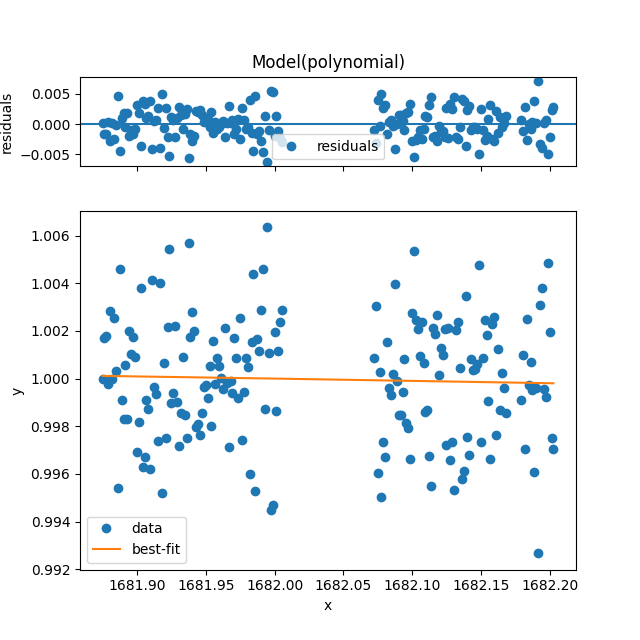 Model(polynomial)
0.005
0.000
−0.005
residuals
residuals
1.006
1.004
1.002
1.000
0.998
0.996
0.994
0.992
y
data
best-fit
1681.90 1681.95 1682.00 1682.05 1682.10 1682.15 1682.20
x